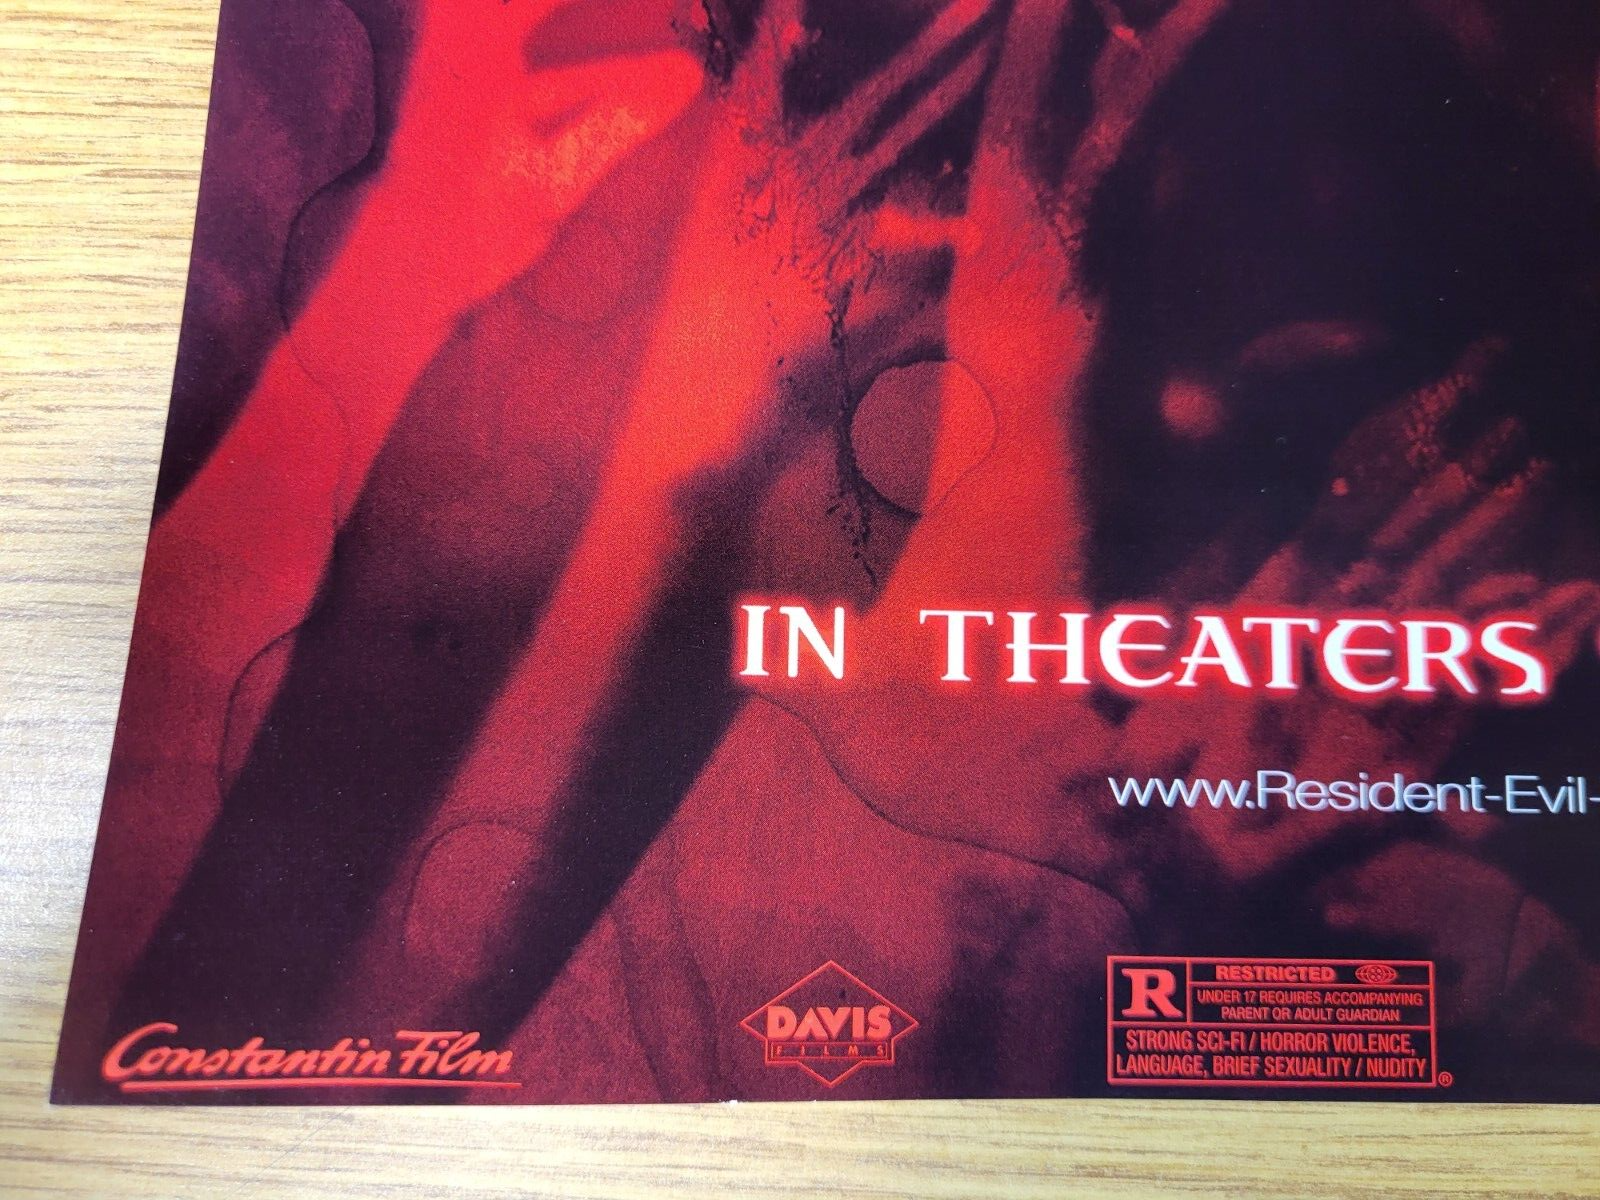 IN THEATERS
www.Resident-Evil-
Constantin Film
DAVIS
FILMS
R
RESTRICTED
UNDER 17 REQUIRES ACCOMPANYING
PARENT OR ADULT GUARDIAN
STRONG SCI-FI / HORROR VIOLENCE,
LANGUAGE, BRIEF SEXUALITY / NUDITY
®